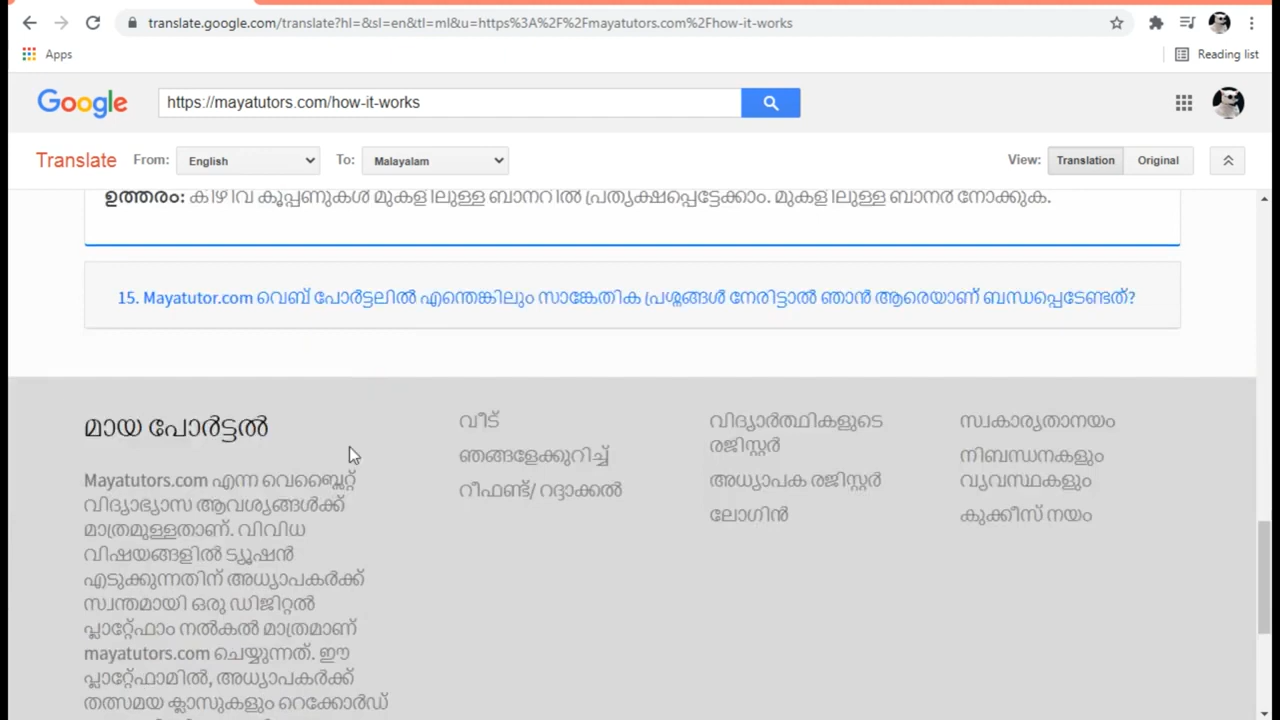 translate.google.com/translate?hl=&sl=en&tl=ml&u=https%3A%2F%2Fmayatutors.com%2Fhow-it-works
Apps
Reading list
Google
https://mayatutors.com/how-it-works
Translate From: English To: Malayalam View: Translation Original
ഉത്തരം: കിഴിവ് കൂപ്പണുകൾ മുകളിലുള്ള ബാനറിൽ പ്രത്യക്ഷപ്പെട്ടേക്കാം. മുകളിലുള്ള ബാനർ നോക്കുക.
15. Mayatutor.com വെബ് പോർട്ടലിൽ എന്തെങ്കിലും സാങ്കേതിക പ്രശ്നങ്ങൾ നേരിട്ടാൽ ഞാൻ ആരെയാണ് ബന്ധപ്പെടേണ്ടത്?
മായ പോർട്ടൽ
Mayatutors.com എന്ന വെബ്സൈറ്റ്
വിദ്യാഭ്യാസ ആവശ്യങ്ങൾക്ക്
മാത്രമുള്ളതാണ്. വിവിധ
വിഷയങ്ങളിൽ ട്യൂഷൻ
എടുക്കുന്നതിന് അധ്യാപകർക്ക്
സ്വന്തമായി ഒരു ഡിജിറ്റൽ
പ്ലാറ്റ്ഫോം നൽകൽ മാത്രമാണ്
mayatutors.com ചെയ്യുന്നത്. ഈ
പ്ലാറ്റ്ഫോമിൽ, അധ്യാപകർക്ക്
തത്സമയ ക്ലാസുകളും റെക്കോർഡ്
വീട്
ഞങ്ങളേക്കുറിച്ച്
റീഫണ്ട്/ റദ്ദാക്കൽ
വിദ്യാർത്ഥികളുടെ
രജിസ്റ്റർ
അധ്യാപക രജിസ്റ്റർ
ലോഗിൻ
സ്വകാര്യതാനയം
നിബന്ധനകളും
വ്യവസ്ഥകളും
കുക്കീസ് നയം